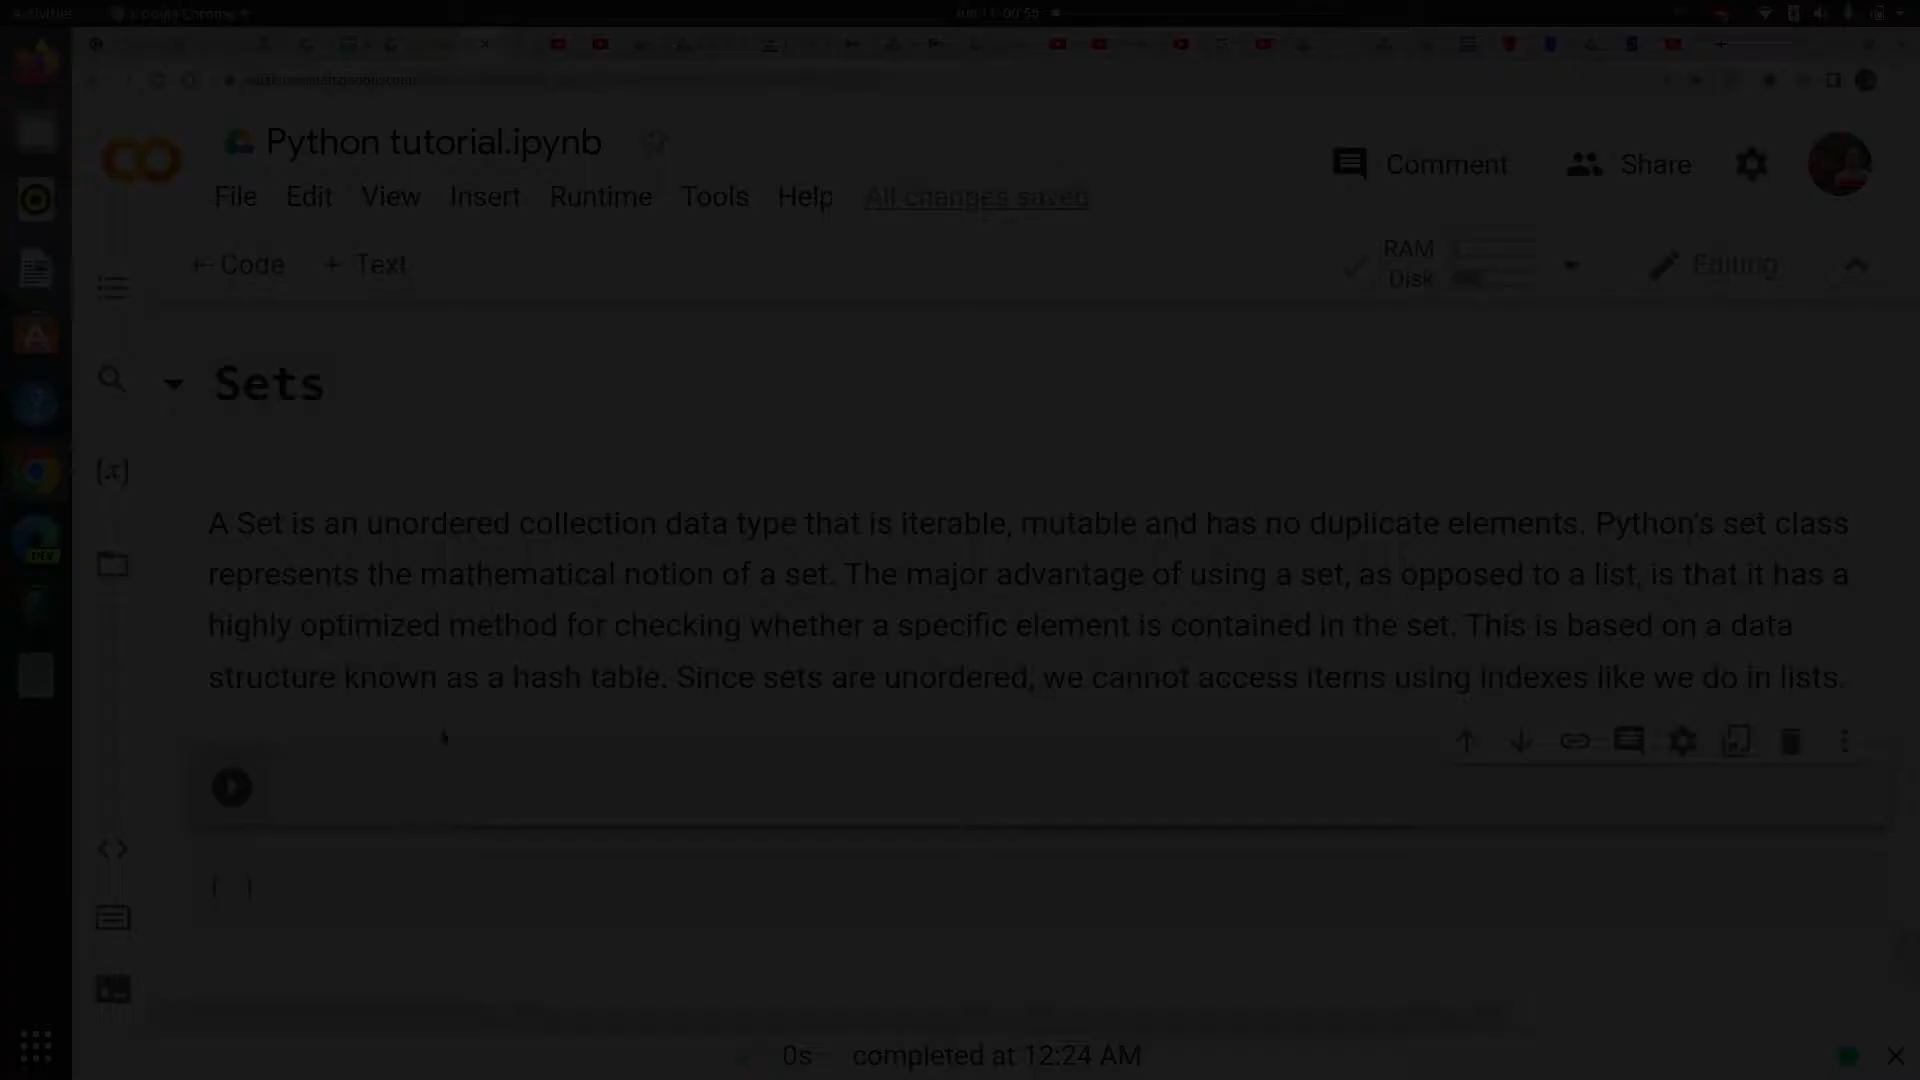 Activities
Python tutorial.ipynb
Comment
Share
File Edit View Insert Runtime Tools Help All changes saved
+ Code + Text
RAM
Disk
Editing
Sets
{x}
A Set is an unordered collection data type that is iterable, mutable and has no duplicate elements. Python's set class
represents the mathematical notion of a set. The major advantage of using a set, as opposed to a list, is that it has a
highly optimized method for checking whether a specific element is contained in the set. This is based on a data
structure known as a hash table. Since sets are unordered, we cannot access items using indexes like we do in lists.
DEV
[ ]
0s completed at 12:24 AM